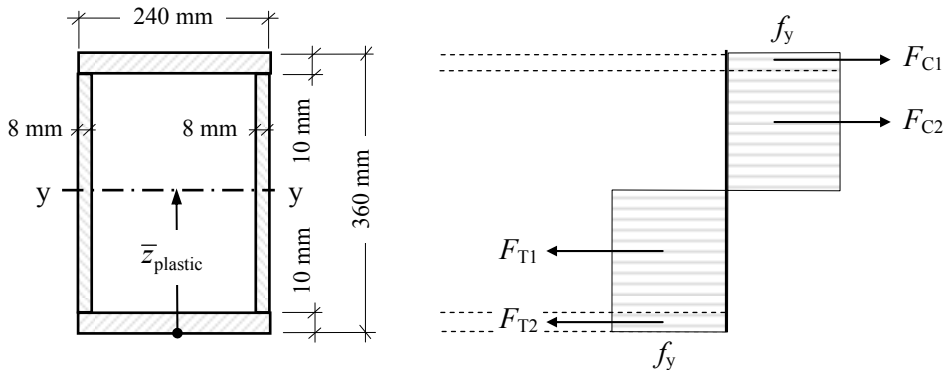 240 mm
8 mm
8 mm
10 mm
360 mm
10 mm
y
y
z̅plastic
fy
FC1
FC2
FT1
FT2
fy